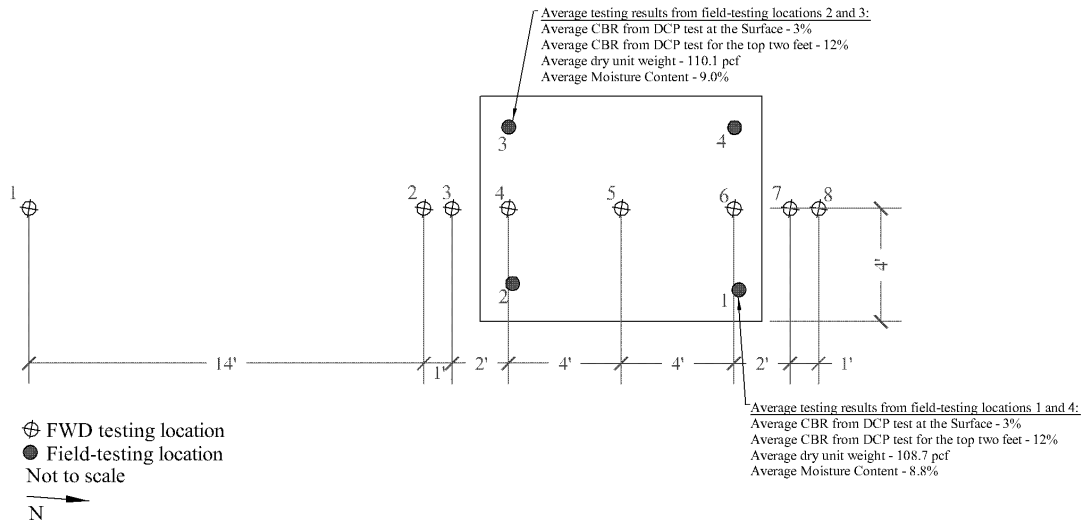 Average testing results from field-testing locations 2 and 3:
Average CBR from DCP test at the Surface - 3%
Average CBR from DCP test for the top two feet - 12%
Average dry unit weight - 110.1 pcf
Average Moisture Content - 9.0%
3
4
1
2
3
4
5
6
7
8
4'
2
1
14'
1'
2'
4'
4'
2'
1'
Average testing results from field-testing locations 1 and 4:
Average CBR from DCP test at the Surface - 3%
Average CBR from DCP test for the top two feet - 12%
Average dry unit weight - 108.7 pcf
Average Moisture Content - 8.8%
FWD testing location
Field-testing location
Not to scale
N